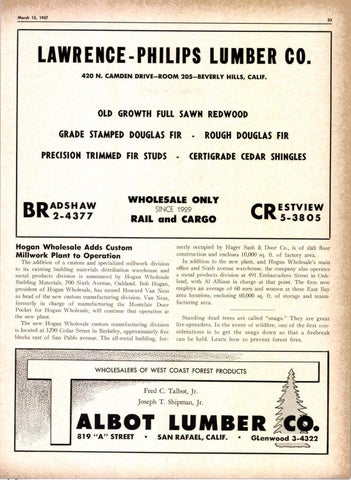 March 15, 1957
53
LAWRENCE-PHILIPS LUMBER CO.
420 N. CAMDEN DRIVE—ROOM 205—BEVERLY HILLS, CALIF.
OLD GROWTH FULL SAWN REDWOOD
GRADE STAMPED DOUGLAS FIR - ROUGH DOUGLAS FIR
PRECISION TRIMMED FIR STUDS - CERTIGRADE CEDAR SHINGLES
BRADSHAW 2-4377
WHOLESALE ONLY
SINCE 1929
RAIL and CARGO
CRESTVIEW 5-3805
Hogan Wholesale Adds Custom
Millwork Plant to Operation
The addition of a custom and specialized millwork division
to its existing building materials distribution warehouse and
metal products division is announced by Hogan Wholesale
Building Materials, 700 Sixth Avenue, Oakland. Bob Hogan,
president of Hogan Wholesale, has named Howard Van Ness
as head of the new custom manufacturing division. Van Ness,
formerly in charge of manufacturing the Montclair Door
Pocket for Hogan Wholesale, will continue that operation at
the new plant.
The new Hogan Wholesale custom manufacturing division
is located at 1290 Cedar Street in Berkeley, approximately five
blocks east of San Pablo avenue. The all-metal building, for-
merly occupied by Hager Sash & Door Co., is of slab floor
construction and encloses 10,000 sq. ft. of factory area.
In addition to the new plant, and Hogan Wholesale's main
office and Sixth avenue warehouse, the company also operates
a metal products division at 891 Embarcadero Street in Oak-
land, with Al Allison in charge at that point. The firm now
employs an average of 60 men and women at three East Bay
area locations, enclosing 60,000 sq. ft. of storage and manu-
facturing area.
Standing dead trees are called "snags." They are great
fire-spreaders. In the event of wildfire, one of the first con-
siderations is to get the snags down so that a firebreak
can be held. Learn how to prevent forest fires.
WHOLESALERS OF WEST COAST FOREST PRODUCTS
Fred C. Talbot, Jr.
Joseph T. Shipman, Jr.
TALBOT LUMBER CO.
819 "A" STREET • SAN RAFAEL, CALIF. • GLenwood 3-4322